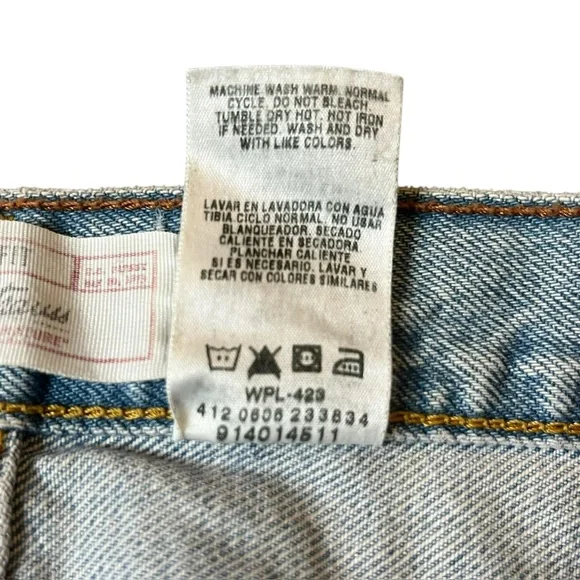 MACHINE WASH WARM. NORMAL
CYCLE. DO NOT BLEACH.
TUMBLE DRY HOT. HOT IRON
IF NEEDED. WASH AND DRY
WITH LIKE COLORS.
LAVAR EN LAVADORA CON AGUA
TIBIA CICLO NORMAL. NO USAR
BLANQUEADOR. SECADO
CALIENTE EN SECADORA
PLANCHAR CALIENTE
SI ES NECESARIO. LAVAR Y
SECAR CON COLORES SIMILARES
WPL-423
412 0606 233834
914014511